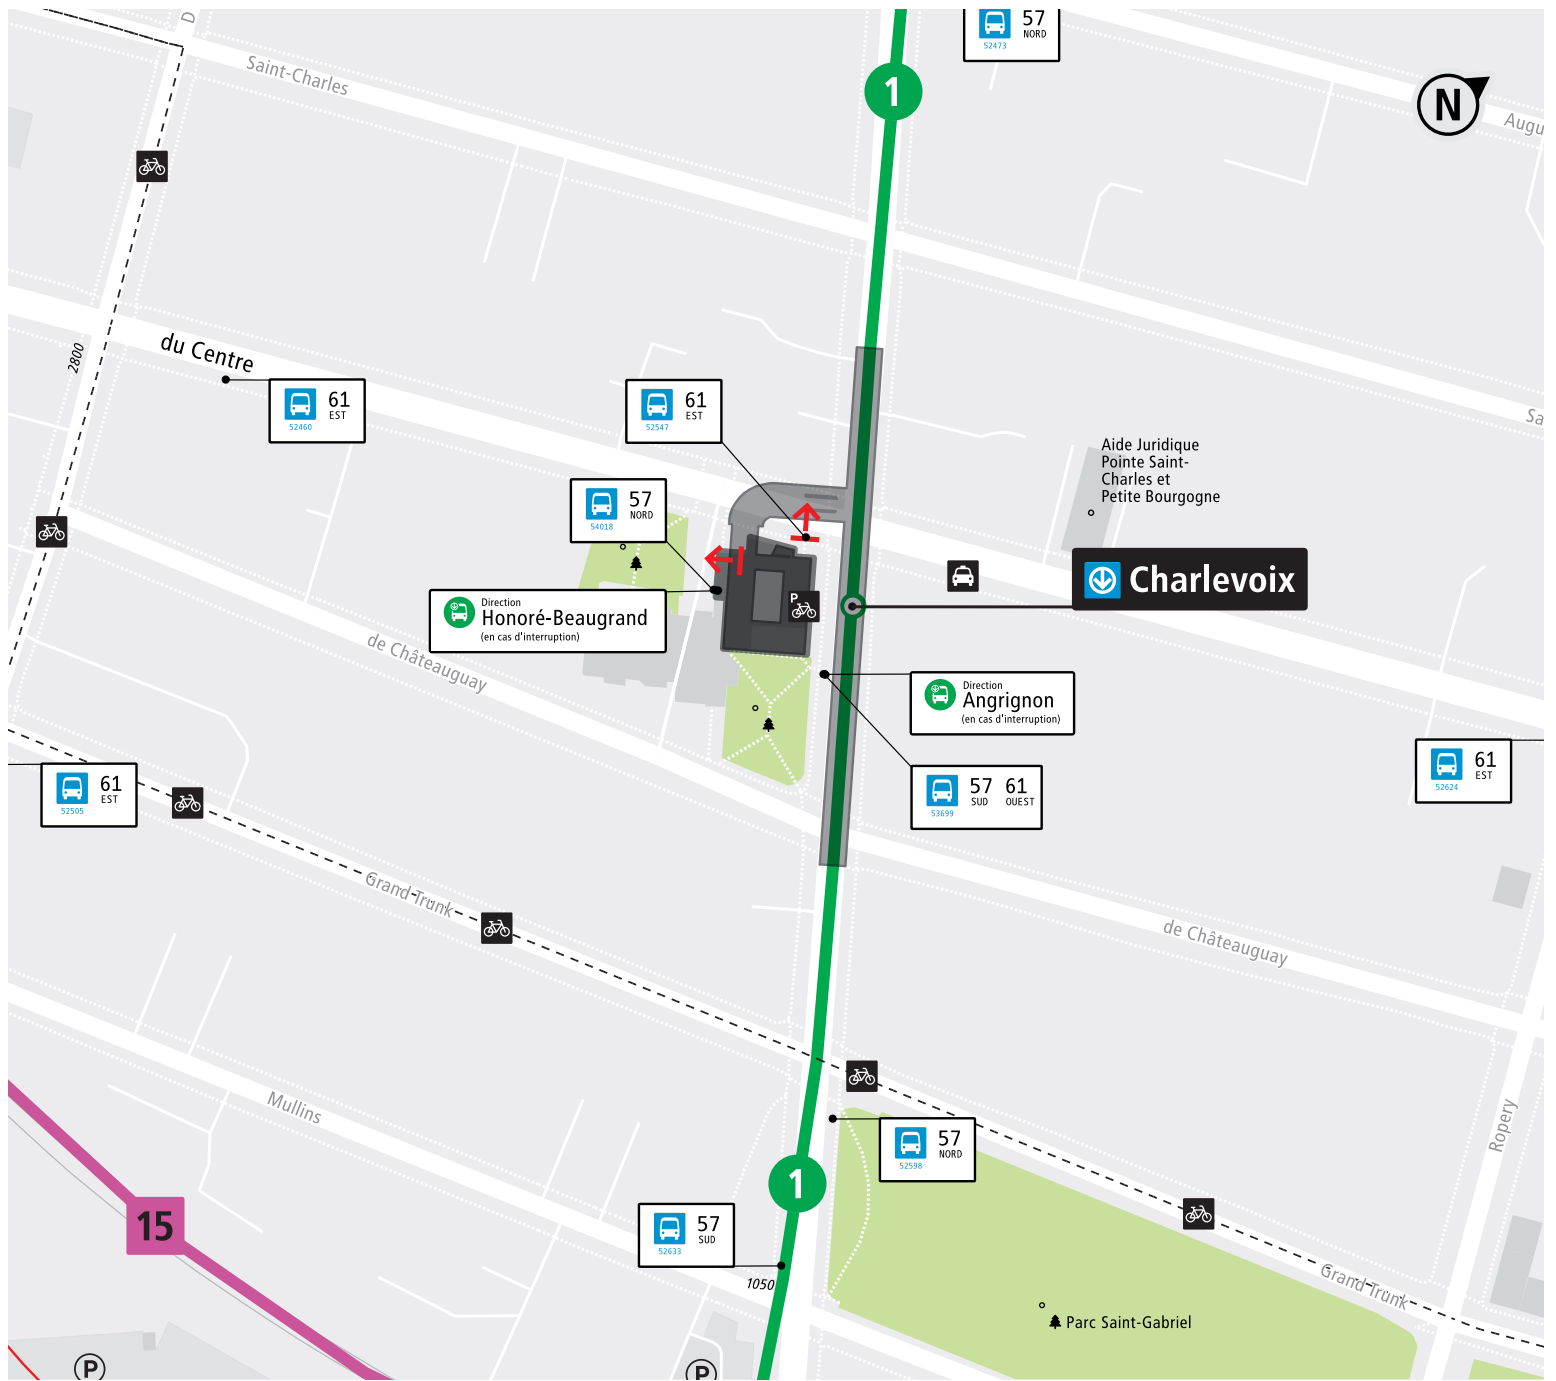 57
NORD
52473
1
N
Saint-Charles
2800
du Centre
61
EST
52460
61
EST
52547
Aide Juridique
Pointe Saint-
Charles et
Petite Bourgogne
57
NORD
54018
Charlevoix
P
Direction
Honoré-Beaugrand
(en cas d'interruption)
de Châteauguay
Direction
Angrignon
(en cas d'interruption)
61
EST
52505
57 61
SUD OUEST
53699
61
EST
52624
Grand Trunk
de Châteauguay
Mullins
57
NORD
52598
Ropery
1
15
57
SUD
52633
1050
Grand Trunk
Parc Saint-Gabriel
P
P